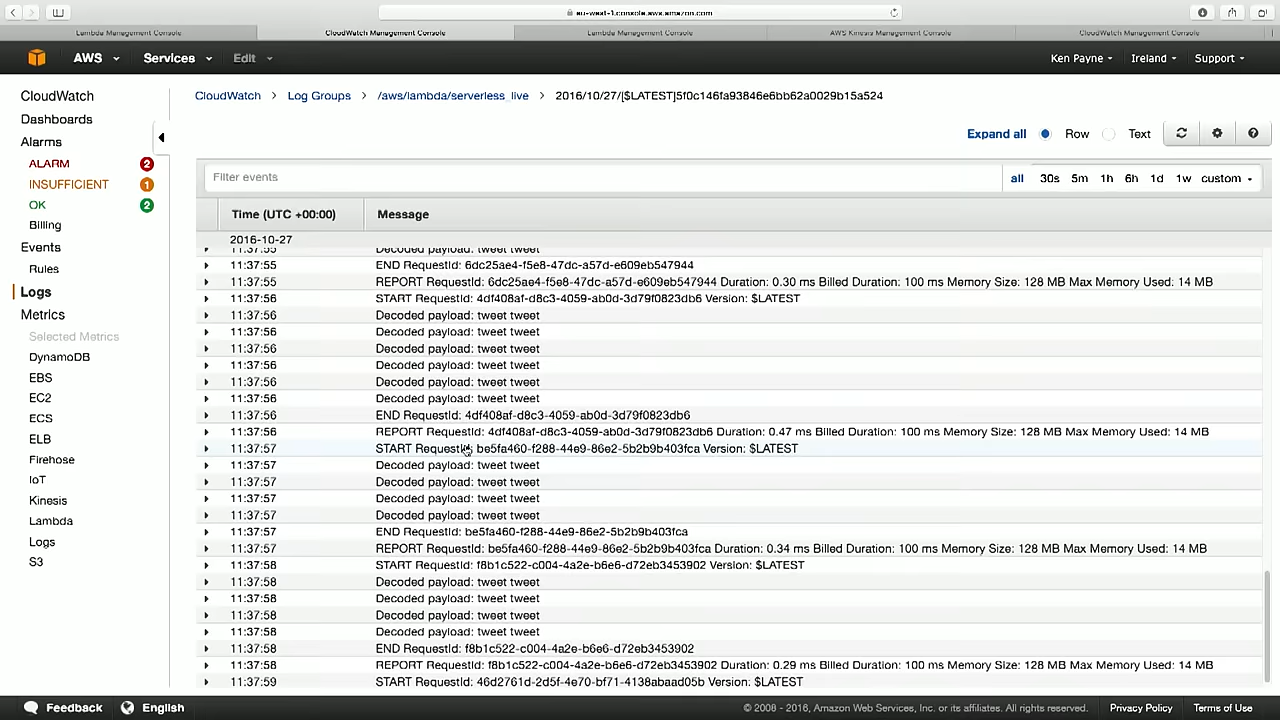 eu-west-1.console.aws.amazon.com
Lambda Management Console CloudWatch Management Console Lambda Management Console AWS Kinesis Management Console CloudWatch Management Console
AWS Services Edit Ken Payne Ireland Support
CloudWatch
Dashboards
Alarms
ALARM 2
INSUFFICIENT 1
OK 2
Billing
Events
Rules
Logs
Metrics
Selected Metrics
DynamoDB
EBS
EC2
ECS
ELB
Firehose
IoT
Kinesis
Lambda
Logs
S3
CloudWatch > Log Groups > /aws/lambda/serverless_live > 2016/10/27/[$LATEST]5f0c146fa93846e6bb62a0029b15a524
Expand all Row Text
Filter events all 30s 5m 1h 6h 1d 1w custom
Time (UTC +00:00) Message
2016-10-27
11:37:55 Decoded payload: tweet tweet
11:37:55 END RequestId: 6dc25ae4-f5e8-47dc-a57d-e609eb547944
11:37:55 REPORT RequestId: 6dc25ae4-f5e8-47dc-a57d-e609eb547944 Duration: 0.30 ms Billed Duration: 100 ms Memory Size: 128 MB Max Memory Used: 14 MB
11:37:56 START RequestId: 4df408af-d8c3-4059-ab0d-3d79f0823db6 Version: $LATEST
11:37:56 Decoded payload: tweet tweet
11:37:56 Decoded payload: tweet tweet
11:37:56 Decoded payload: tweet tweet
11:37:56 Decoded payload: tweet tweet
11:37:56 Decoded payload: tweet tweet
11:37:56 Decoded payload: tweet tweet
11:37:56 END RequestId: 4df408af-d8c3-4059-ab0d-3d79f0823db6
11:37:56 REPORT RequestId: 4df408af-d8c3-4059-ab0d-3d79f0823db6 Duration: 0.47 ms Billed Duration: 100 ms Memory Size: 128 MB Max Memory Used: 14 MB
11:37:57 START RequestId: be5fa460-f288-44e9-86e2-5b2b9b403fca Version: $LATEST
11:37:57 Decoded payload: tweet tweet
11:37:57 Decoded payload: tweet tweet
11:37:57 Decoded payload: tweet tweet
11:37:57 Decoded payload: tweet tweet
11:37:57 END RequestId: be5fa460-f288-44e9-86e2-5b2b9b403fca
11:37:57 REPORT RequestId: be5fa460-f288-44e9-86e2-5b2b9b403fca Duration: 0.34 ms Billed Duration: 100 ms Memory Size: 128 MB Max Memory Used: 14 MB
11:37:58 START RequestId: f8b1c522-c004-4a2e-b6e6-d72eb3453902 Version: $LATEST
11:37:58 Decoded payload: tweet tweet
11:37:58 Decoded payload: tweet tweet
11:37:58 Decoded payload: tweet tweet
11:37:58 Decoded payload: tweet tweet
11:37:58 END RequestId: f8b1c522-c004-4a2e-b6e6-d72eb3453902
11:37:58 REPORT RequestId: f8b1c522-c004-4a2e-b6e6-d72eb3453902 Duration: 0.29 ms Billed Duration: 100 ms Memory Size: 128 MB Max Memory Used: 14 MB
11:37:59 START RequestId: 46d2761d-2d5f-4e70-bf71-4138abaad05b Version: $LATEST
Feedback English © 2008 - 2016, Amazon Web Services, Inc. or its affiliates. All rights reserved. Privacy Policy Terms of Use